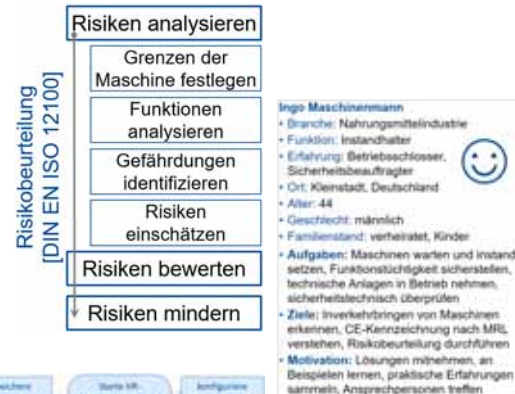 Risikobeurteilung
[DIN EN ISO 12100]
Risiken analysieren
Grenzen der
Maschine festlegen
Funktionen
analysieren
Gefährdungen
identifizieren
Risiken
einschätzen
Risiken bewerten
Risiken mindern
Ingo Maschinenmann
• Branche: Nahrungsmittelindustrie
• Funktion: Instandhalter
• Erfahrung: Betriebsschlosser,
Sicherheitsbeauftragter
• Ort: Kleinstadt, Deutschland
• Alter: 44
• Geschlecht: männlich
• Familienstand: verheiratet, Kinder
• Aufgaben: Maschinen warten und instand
setzen, Funktionstüchtigkeit sicherstellen,
technische Anlagen in Betrieb nehmen,
sicherheitstechnisch überprüfen
• Ziele: Inverkehrbringen von Maschinen
erkennen, CE-Kennzeichnung nach MRL
verstehen, Risikobeurteilung durchführen
• Motivation: Lösungen mitnehmen, an
Beispielen lernen, praktische Erfahrungen
sammeln, Ansprechpersonen treffen
Starte VR-